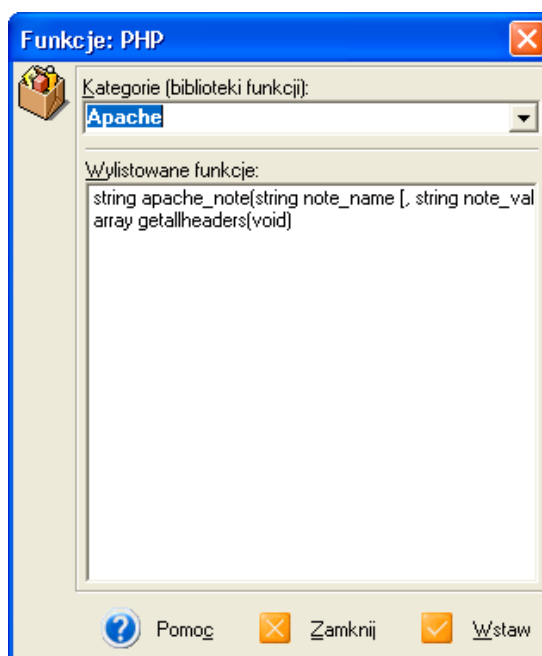 Funkcje: PHP
Kategorie (biblioteki funkcji):
Apache
Wylistowane funkcje:
string apache_note(string note_name [, string note_val
array getallheaders(void)
Pomoc Zamknij Wstaw